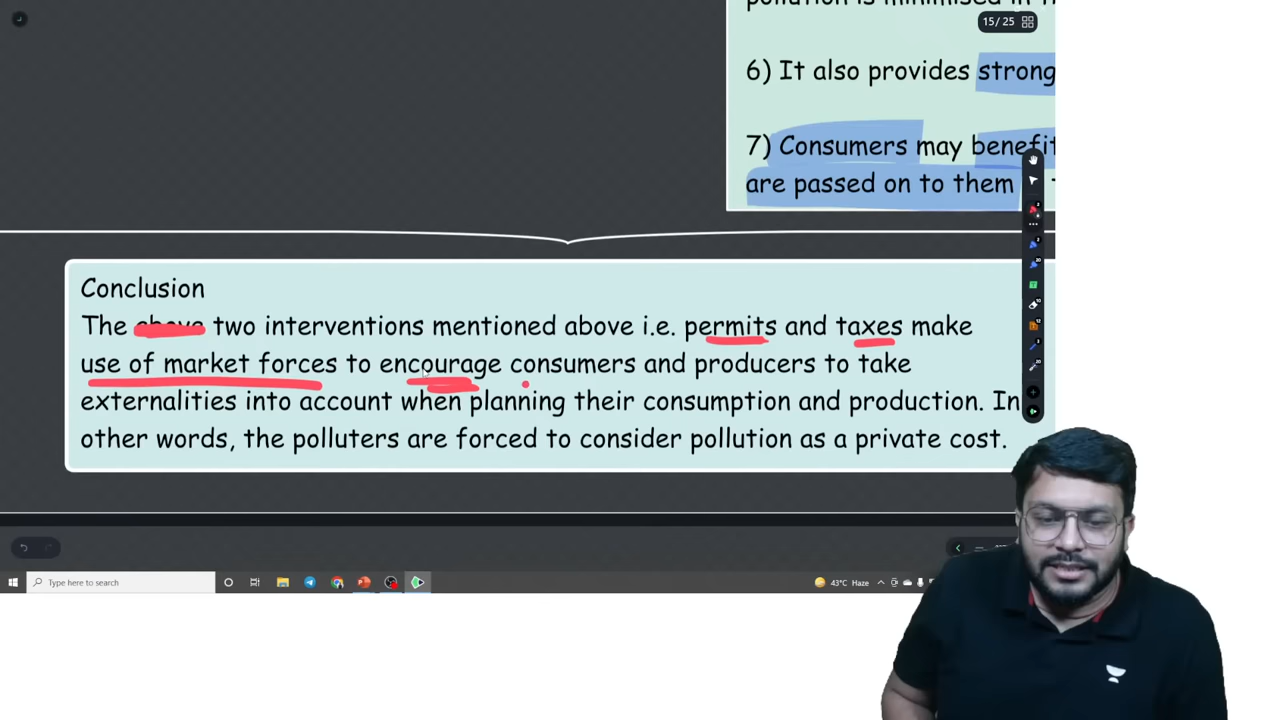 pollution is minimised in
15/ 25
6) It also provides strong
7) Consumers may benefit
are passed on to them
Conclusion
The above two interventions mentioned above i.e. permits and taxes make
use of market forces to encourage consumers and producers to take
externalities into account when planning their consumption and production. In
other words, the polluters are forced to consider pollution as a private cost.
Type here to search
43°C Haze